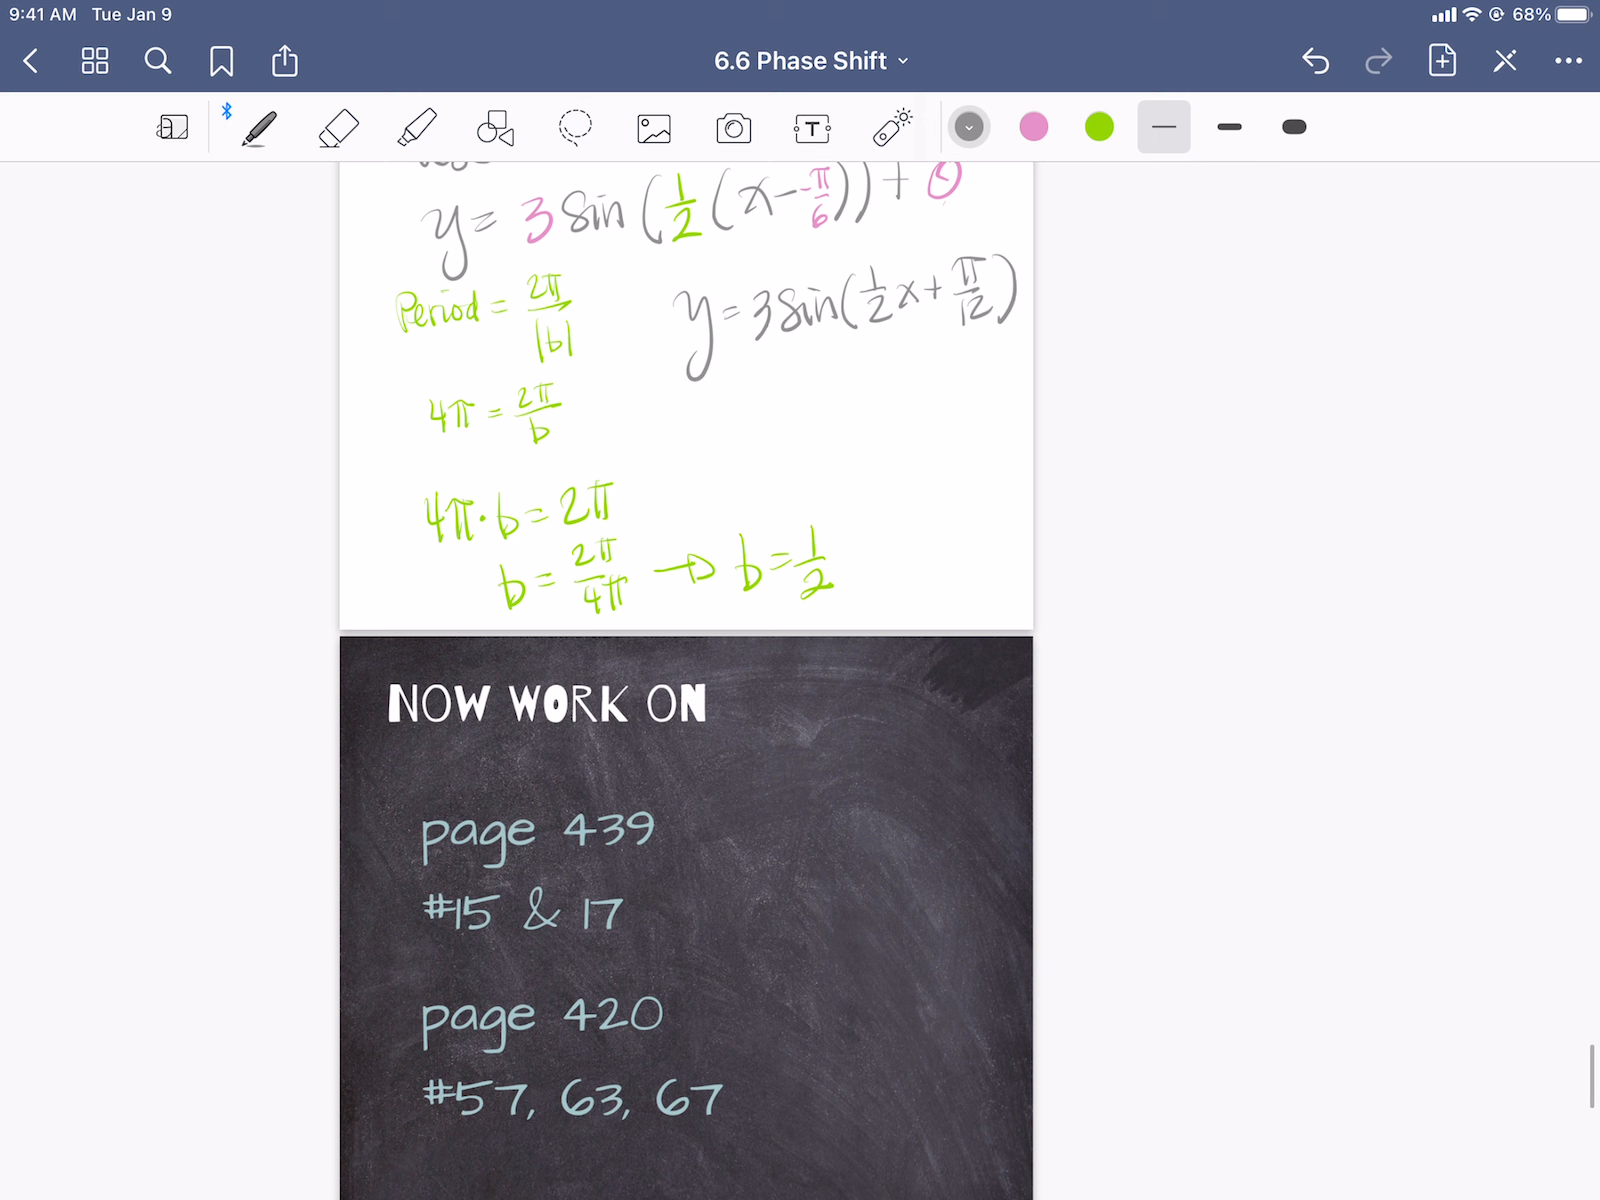 9:41 AM Tue Jan 9
68%
6.6 Phase Shift
T
y = 3 sin (1/2 (x - -π/6)) + 0
Period = 2π/|b|
y = 3 sin(1/2 x + π/12)
4π = 2π/b
4π · b = 2π
b = 2π/4π → b = 1/2
NOW WORK ON
page 439
#15 & 17
page 420
#57, 63, 67